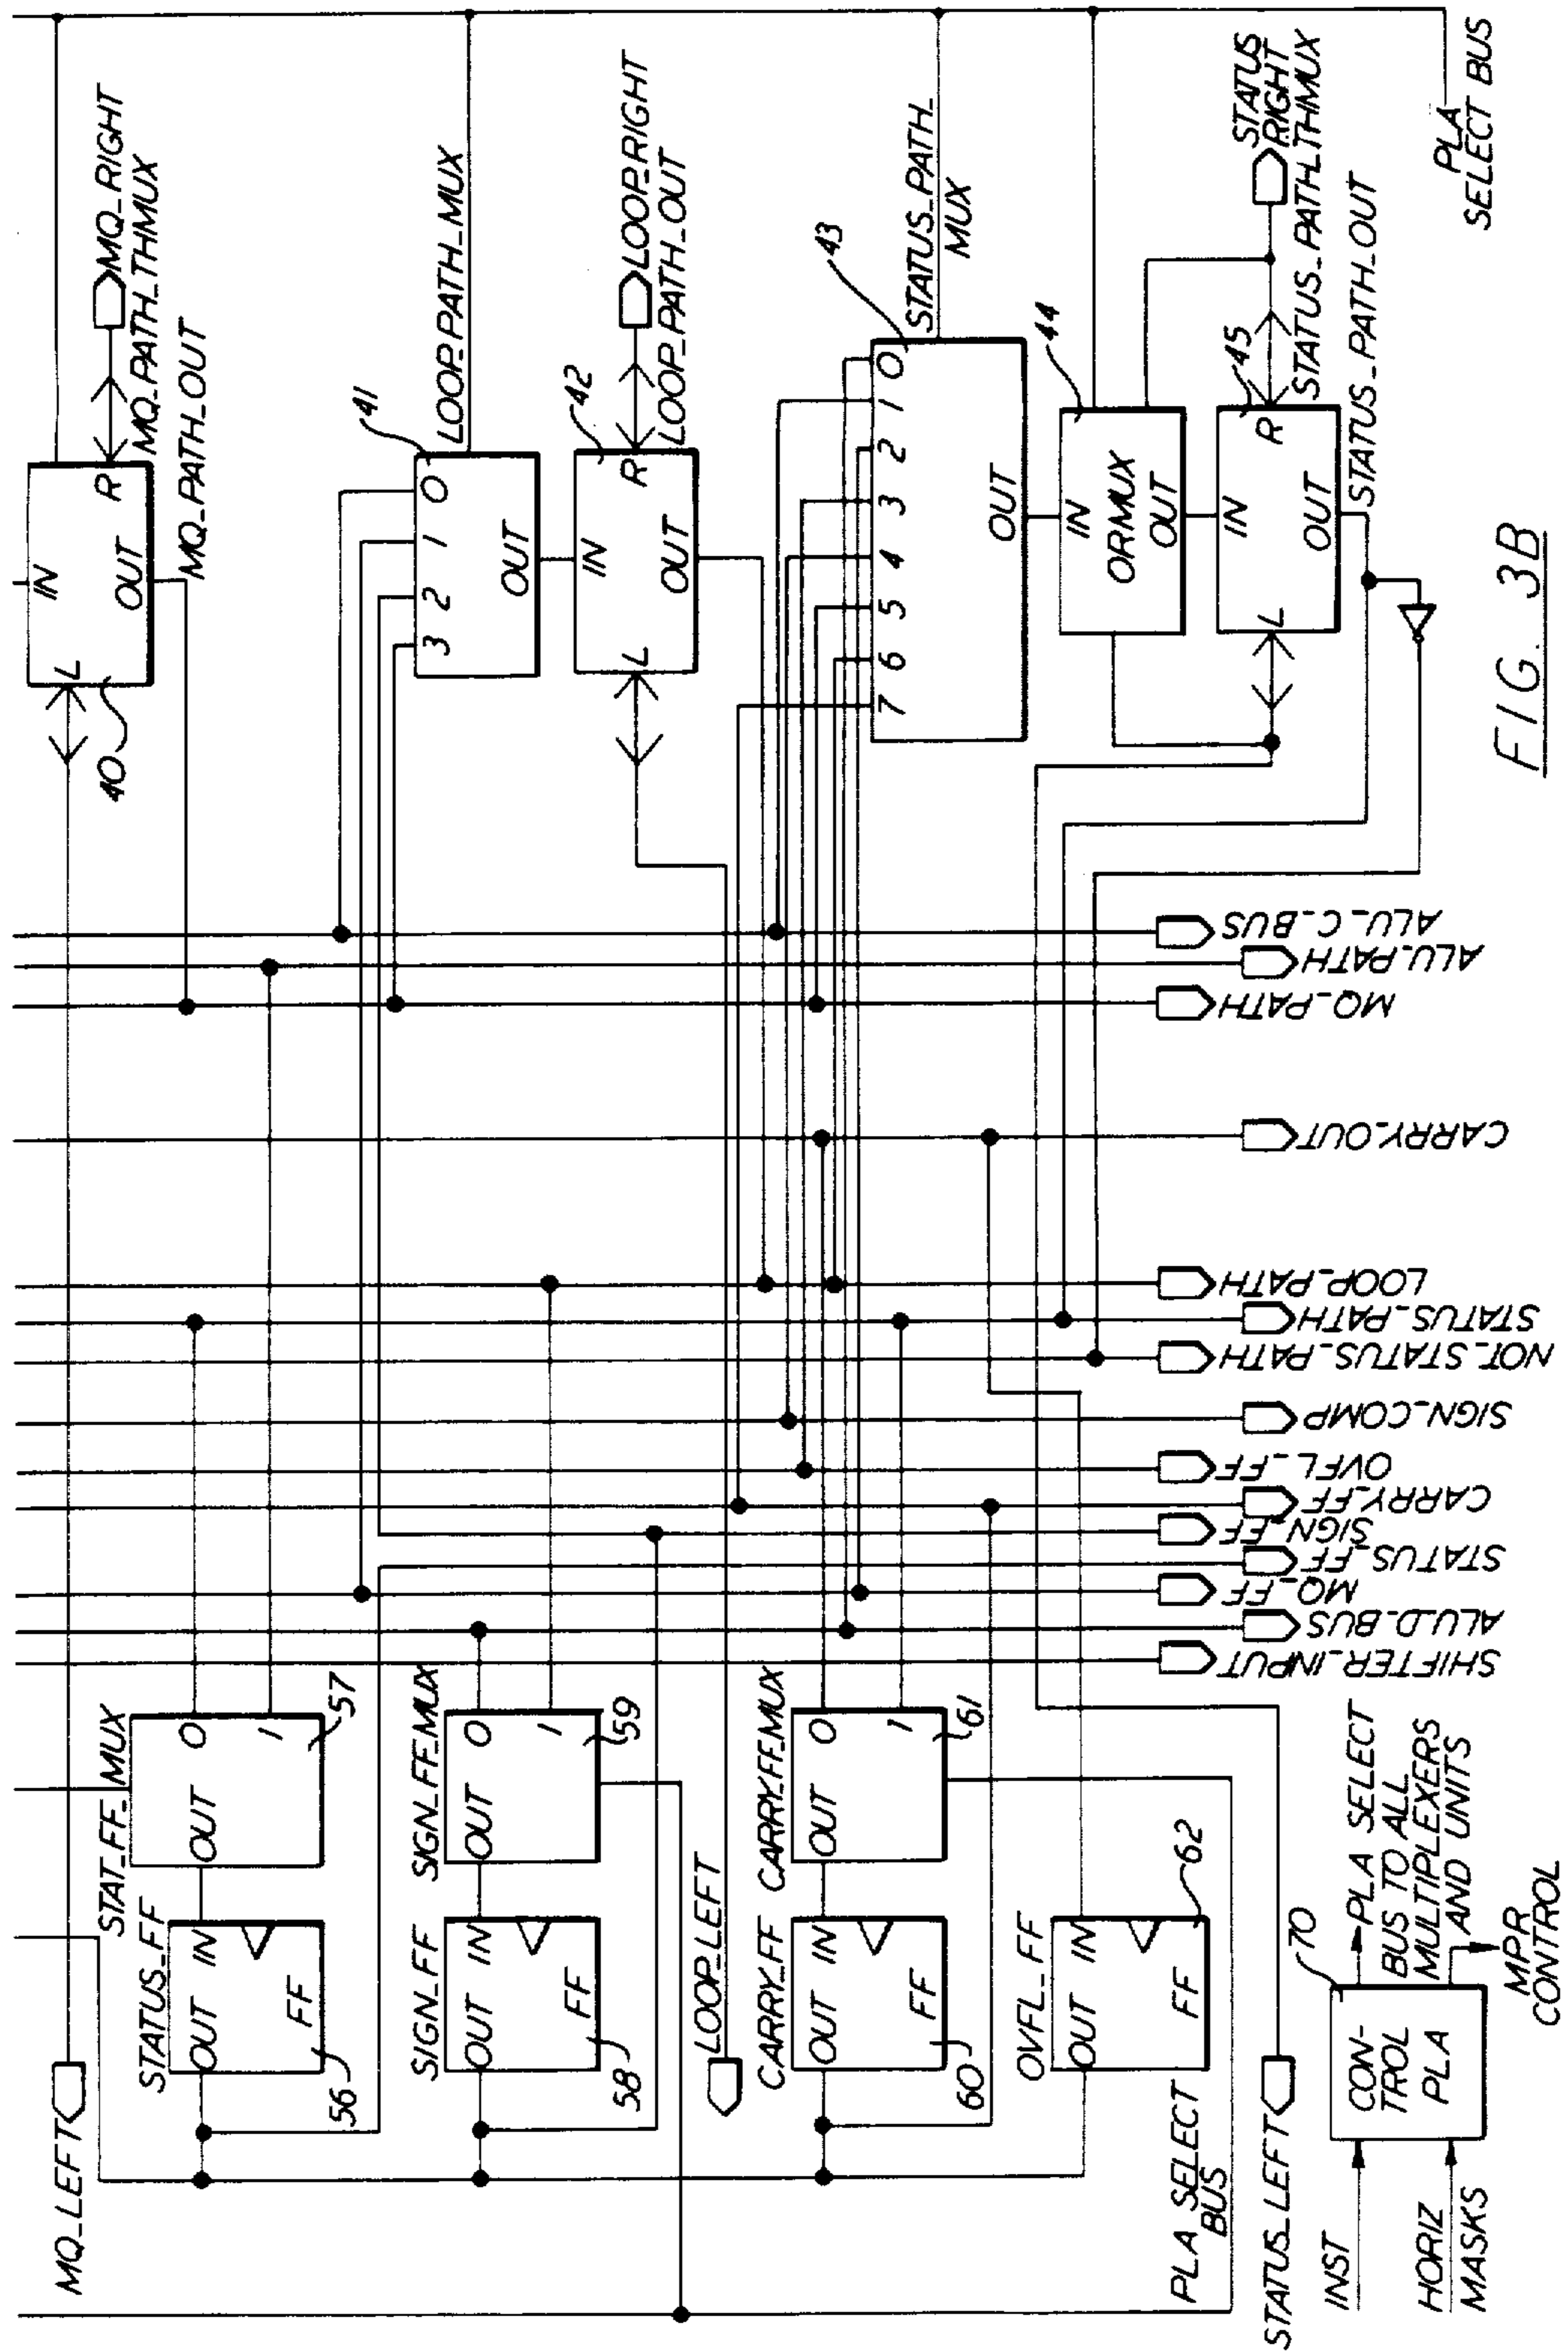 MQ_LEFT
IN
L
R
OUT
40
MQ_RIGHT
MQ_PATH_THMUX
MQ_PATH_OUT
STATUS_FF
OUT
IN
FF
56
STAT_FF_MUX
OUT
0
1
57
41
LOOP_PATH_MUX
3
2
1
0
OUT
SIGN_FF
OUT
IN
FF
58
SIGN_FF_MUX
OUT
0
1
59
42
IN
L
R
OUT
LOOP_RIGHT
LOOP_PATH_OUT
LOOP_LEFT
CARRY_FF
OUT
IN
FF
60
CARRY_FF_MUX
OUT
0
1
61
43
STATUS_PATH_
MUX
7
6
5
4
3
2
1
0
OUT
OVFL_FF
OUT
IN
FF
62
44
IN
ORMUX
OUT
45
IN
L
R
OUT
STATUS
RIGHT
STATUS_PATH_THMUX
STATUS_PATH_OUT
PLA SELECT
BUS
STATUS_LEFT
INST
HORIZ
MASKS
CON-
TROL
PLA
70
PLA SELECT
BUS TO ALL
MULTIPLEXERS
AND UNITS
MPR
CONTROL
SHIFTER_INPUT
ALU_D_BUS
MQ_FF
STATUS_FF
SIGN_FF
CARRY_FF
OVFL_FF
SIGN_COMP
NOT_STATUS_PATH
STATUS_PATH
LOOP_PATH
CARRY_OUT
MQ_PATH
ALU_PATH
ALU_C_BUS
PLA
SELECT BUS
FIG. 3B